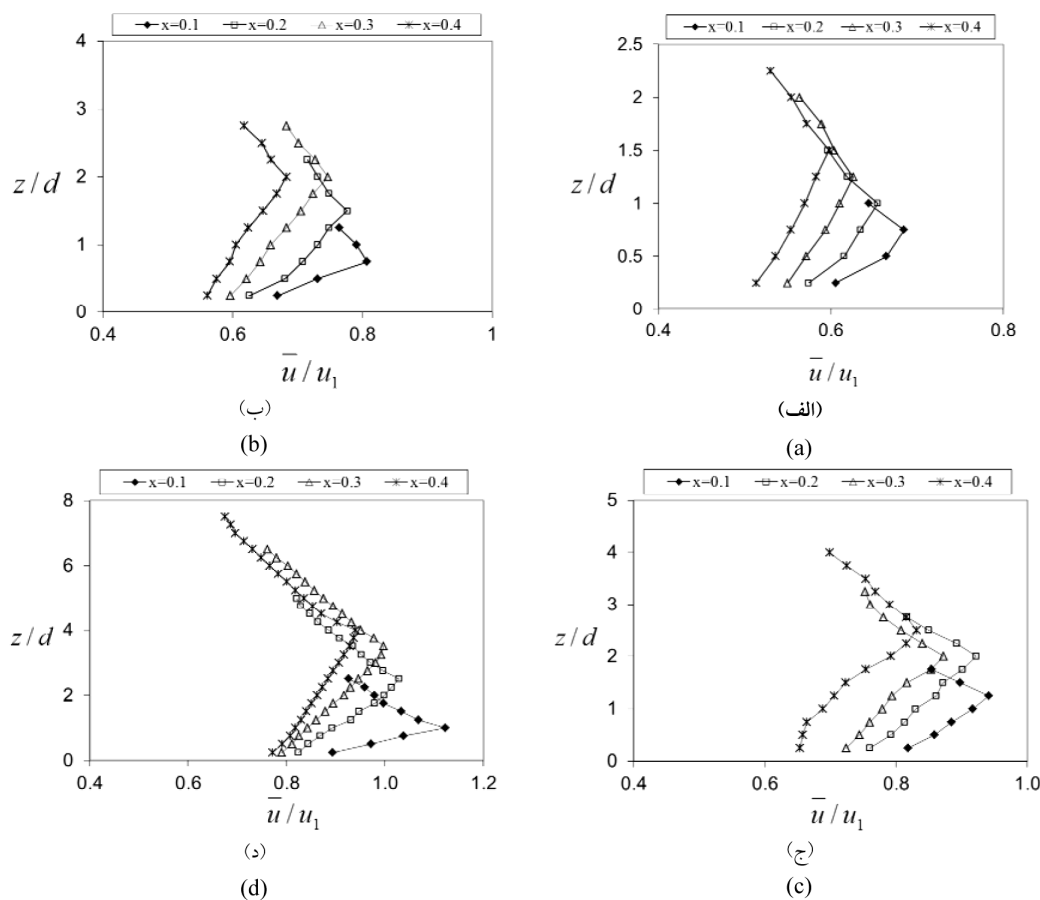 x=0.1 x=0.2 x=0.3 x=0.4
4
3
2
1
0
z/d
0.4 0.6 0.8 1
u̅/u₁
(ب)
(b)
x=0.1 x=0.2 x=0.3 x=0.4
2.5
2
1.5
1
0.5
0
z/d
0.4 0.6 0.8
u̅/u₁
(الف)
(a)
x=0.1 x=0.2 x=0.3 x=0.4
8
6
4
2
0
z/d
0.4 0.6 0.8 1.0 1.2
u̅/u₁
(د)
(d)
x=0.1 x=0.2 x=0.3 x=0.4
5
4
3
2
1
0
z/d
0.4 0.6 0.8 1.0
u̅/u₁
(ج)
(c)